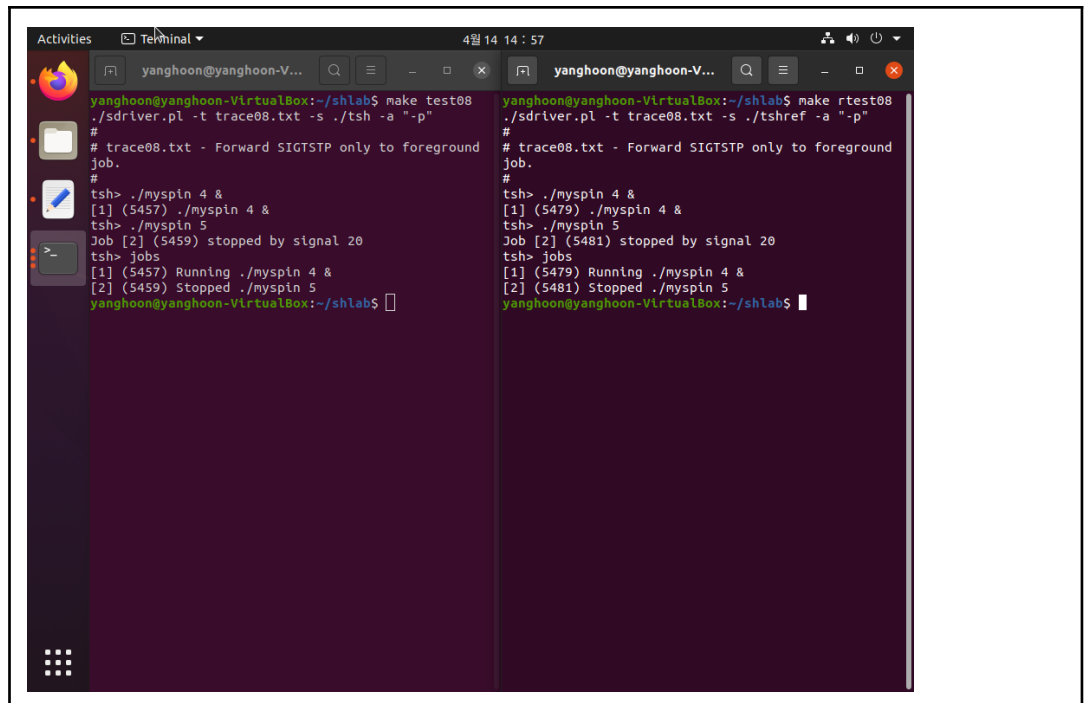 Activities
Terminal
4월 14 14 : 57
yanghoon@yanghoon-V...
yanghoon@yanghoon-VirtualBox:~/shlab$ make test08
./sdriver.pl -t trace08.txt -s ./tsh -a "-p"
#
# trace08.txt - Forward SIGTSTP only to foreground
job.
#
tsh> ./myspin 4 &
[1] (5457) ./myspin 4 &
tsh> ./myspin 5
Job [2] (5459) stopped by signal 20
tsh> jobs
[1] (5457) Running ./myspin 4 &
[2] (5459) Stopped ./myspin 5
yanghoon@yanghoon-VirtualBox:~/shlab$
yanghoon@yanghoon-V...
yanghoon@yanghoon-VirtualBox:~/shlab$ make rtest08
./sdriver.pl -t trace08.txt -s ./tshref -a "-p"
#
# trace08.txt - Forward SIGTSTP only to foreground
job.
#
tsh> ./myspin 4 &
[1] (5479) ./myspin 4 &
tsh> ./myspin 5
Job [2] (5481) stopped by signal 20
tsh> jobs
[1] (5479) Running ./myspin 4 &
[2] (5481) Stopped ./myspin 5
yanghoon@yanghoon-VirtualBox:~/shlab$